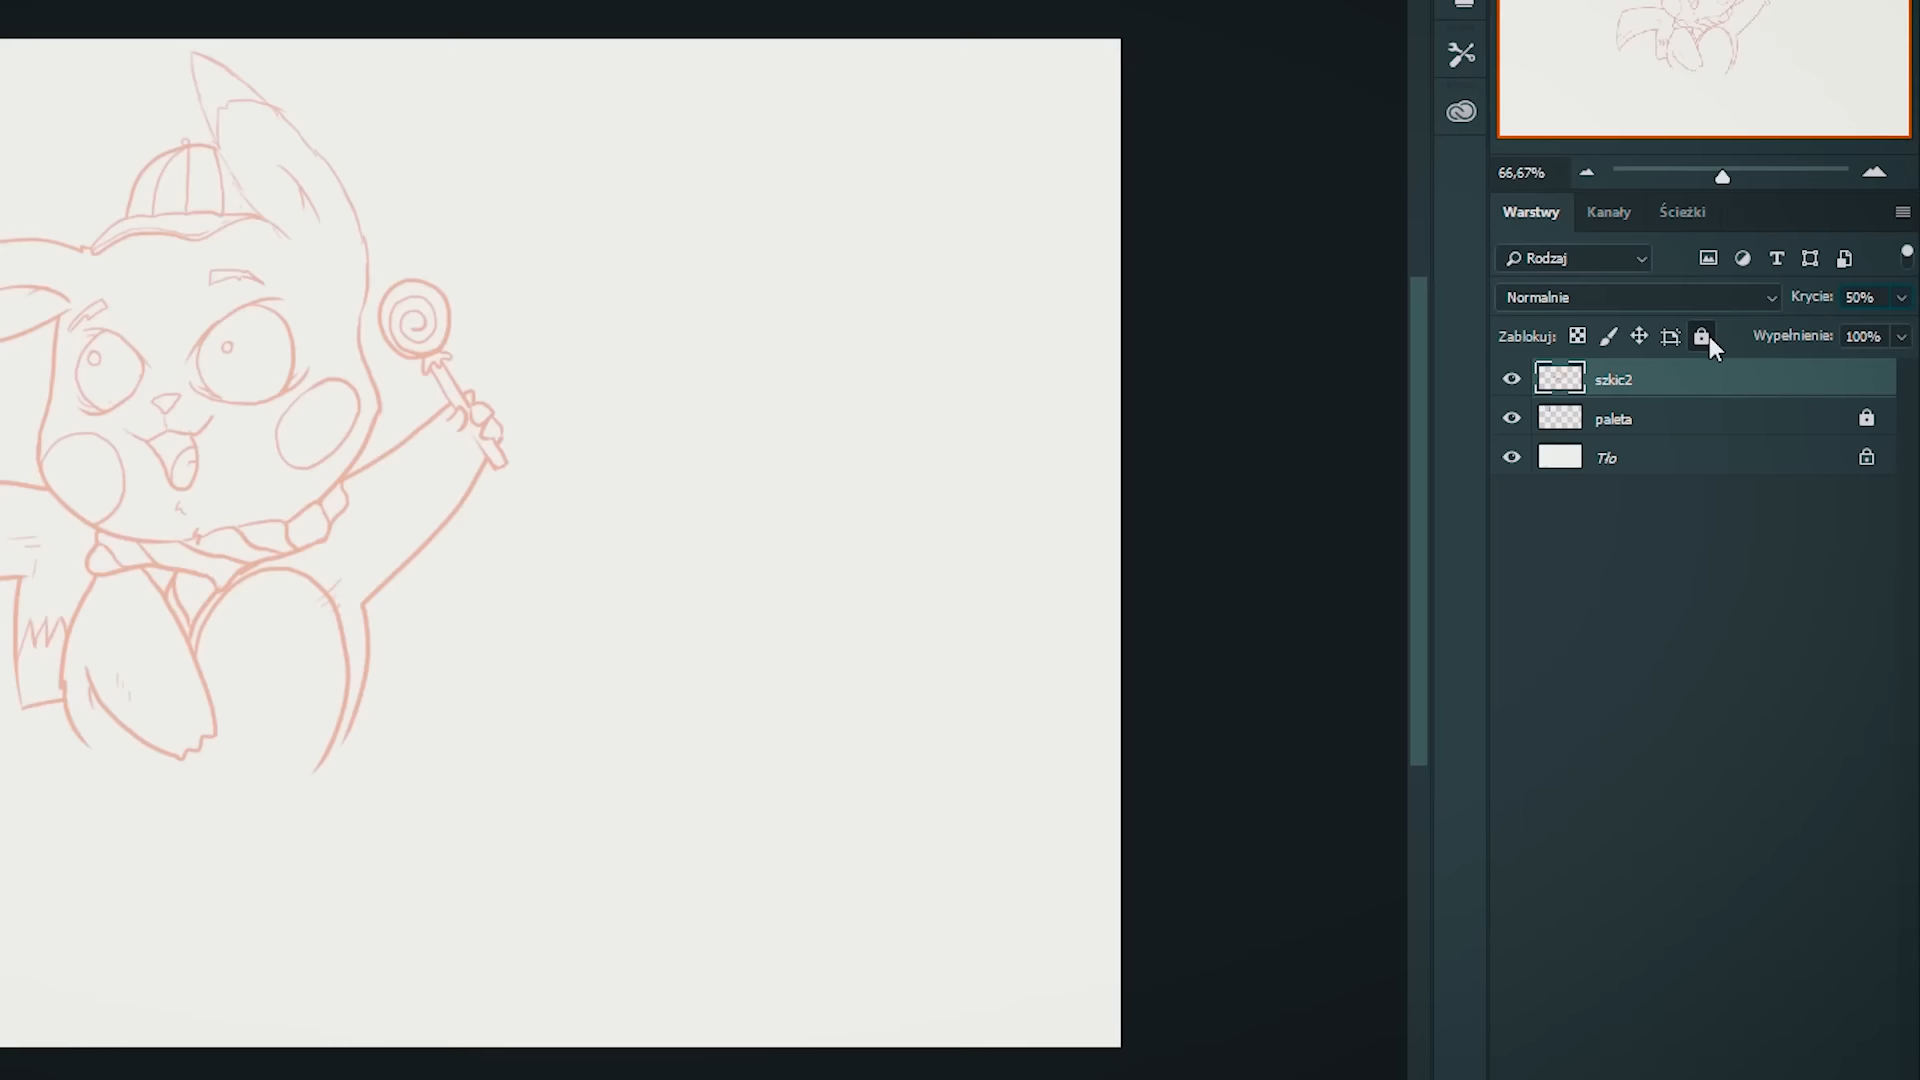 66,67%
Warstwy Kanały Ścieżki
Rodzaj
Normalnie Krycie: 50%
Zablokuj: Wypełnienie: 100%
szkic2
paleta
Tło